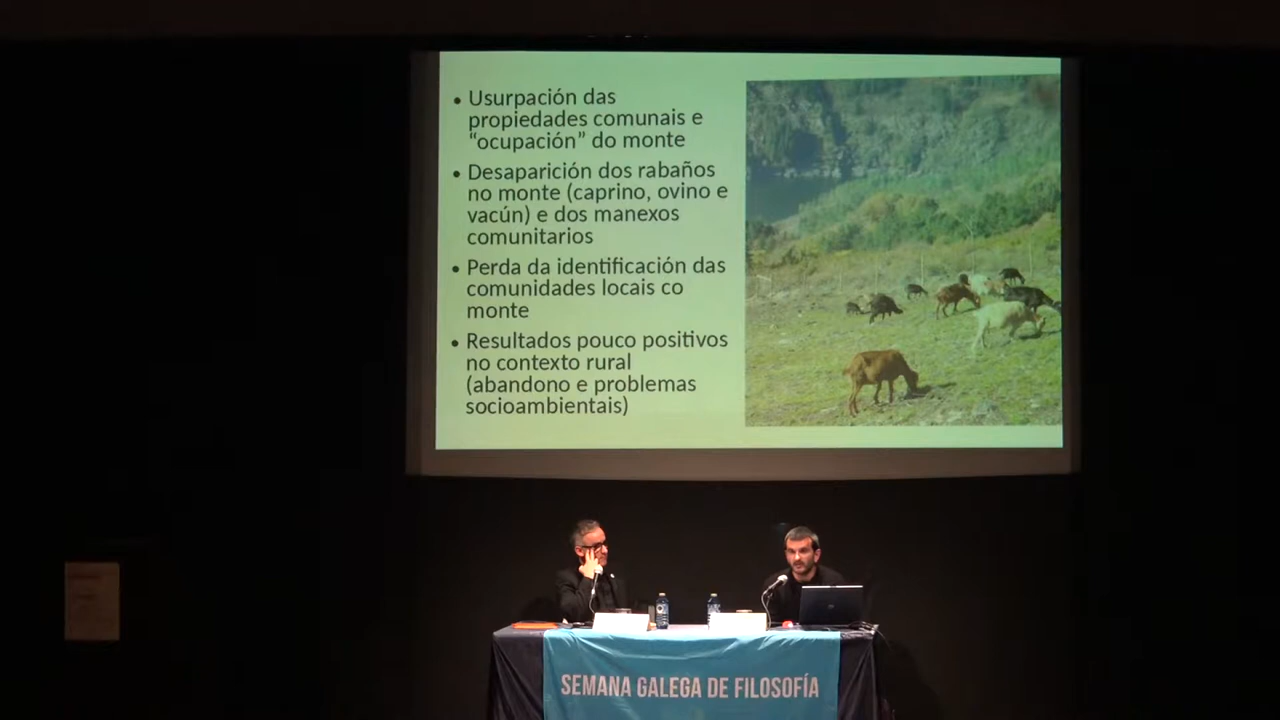 • Usurpación das
propiedades comunais e
“ocupación” do monte
• Desaparición dos rabaños
no monte (caprino, ovino e
vacún) e dos manexos
comunitarios
• Perda da identificación das
comunidades locais co
monte
• Resultados pouco positivos
no contexto rural
(abandono e problemas
socioambientais)
SEMANA GALEGA DE FILOSOFÍA